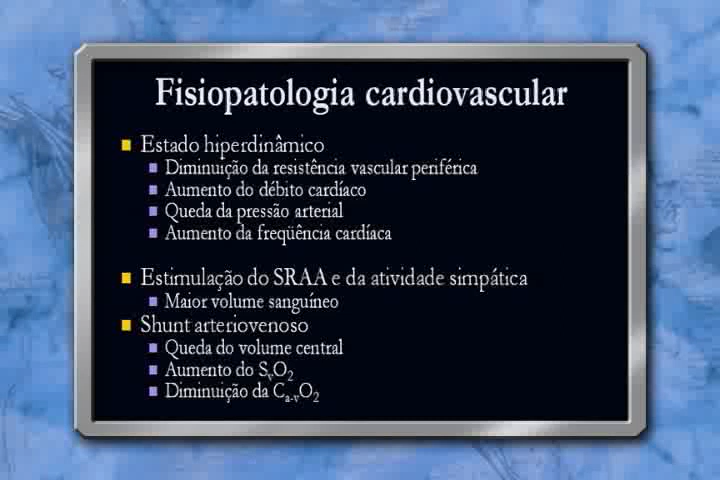 Fisiopatologia cardiovascular
Estado hiperdinâmico
Diminuição da resistência vascular periférica
Aumento do débito cardíaco
Queda da pressão arterial
Aumento da freqüência cardíaca
Estimulação do SRAA e da atividade simpática
Maior volume sanguíneo
Shunt arteriovenoso
Queda do volume central
Aumento do SvO2
Diminuição da Ca-vO2